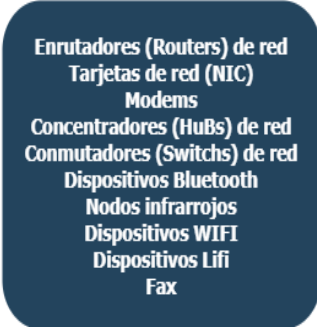 Enrutadores (Routers) de red
Tarjetas de red (NIC)
Modems
Concentradores (HuBs) de red
Conmutadores (Switchs) de red
Dispositivos Bluetooth
Nodos infrarrojos
Dispositivos WIFI
Dispositivos Lifi
Fax